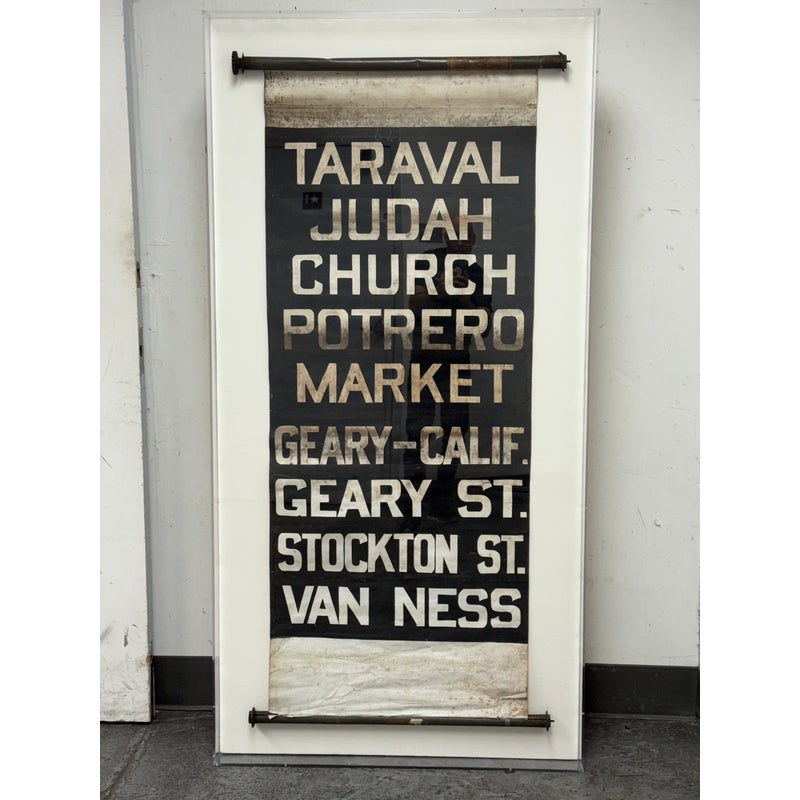 TARAVAL
JUDAH
CHURCH
POTRERO
MARKET
GEARY-CALIF.
GEARY ST.
STOCKTON ST.
VAN NESS